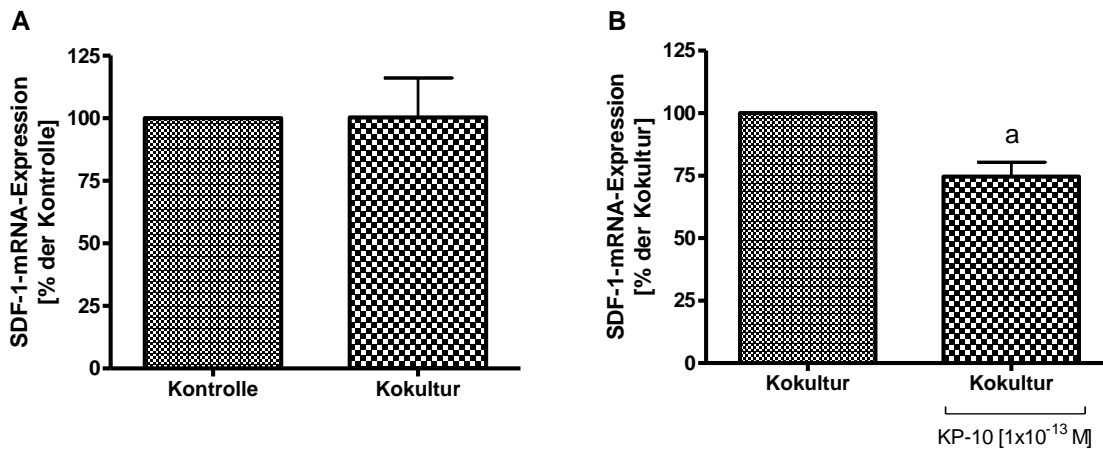 A
SDF-1-mRNA-Expression
[% der Kontrolle]
125
100
75
50
25
0
Kontrolle
Kokultur
B
SDF-1-mRNA-Expression
[% der Kokultur]
125
100
75
50
25
0
a
Kokultur
Kokultur
KP-10 [1x10⁻¹³ M]